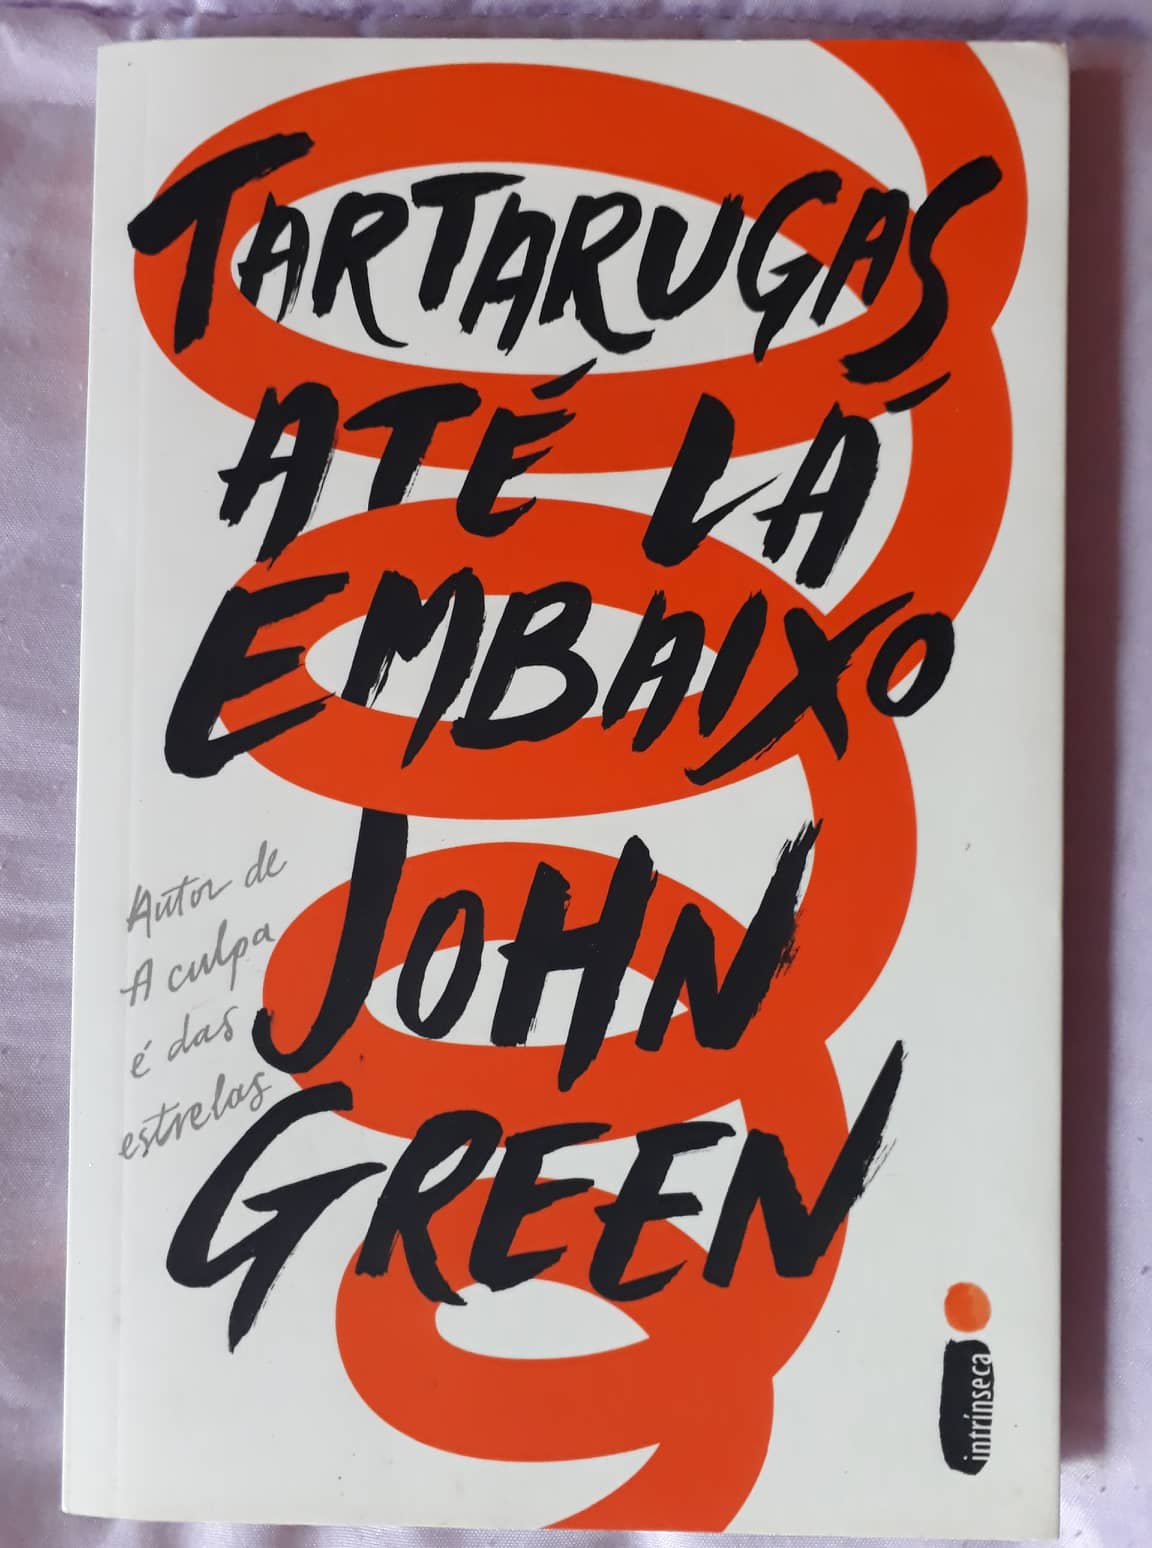 TARTARUGAS
ATÉ LÁ
EMBAIXO
JOHN
GREEN
Autor de
A culpa
é das
estrelas
intrínseca